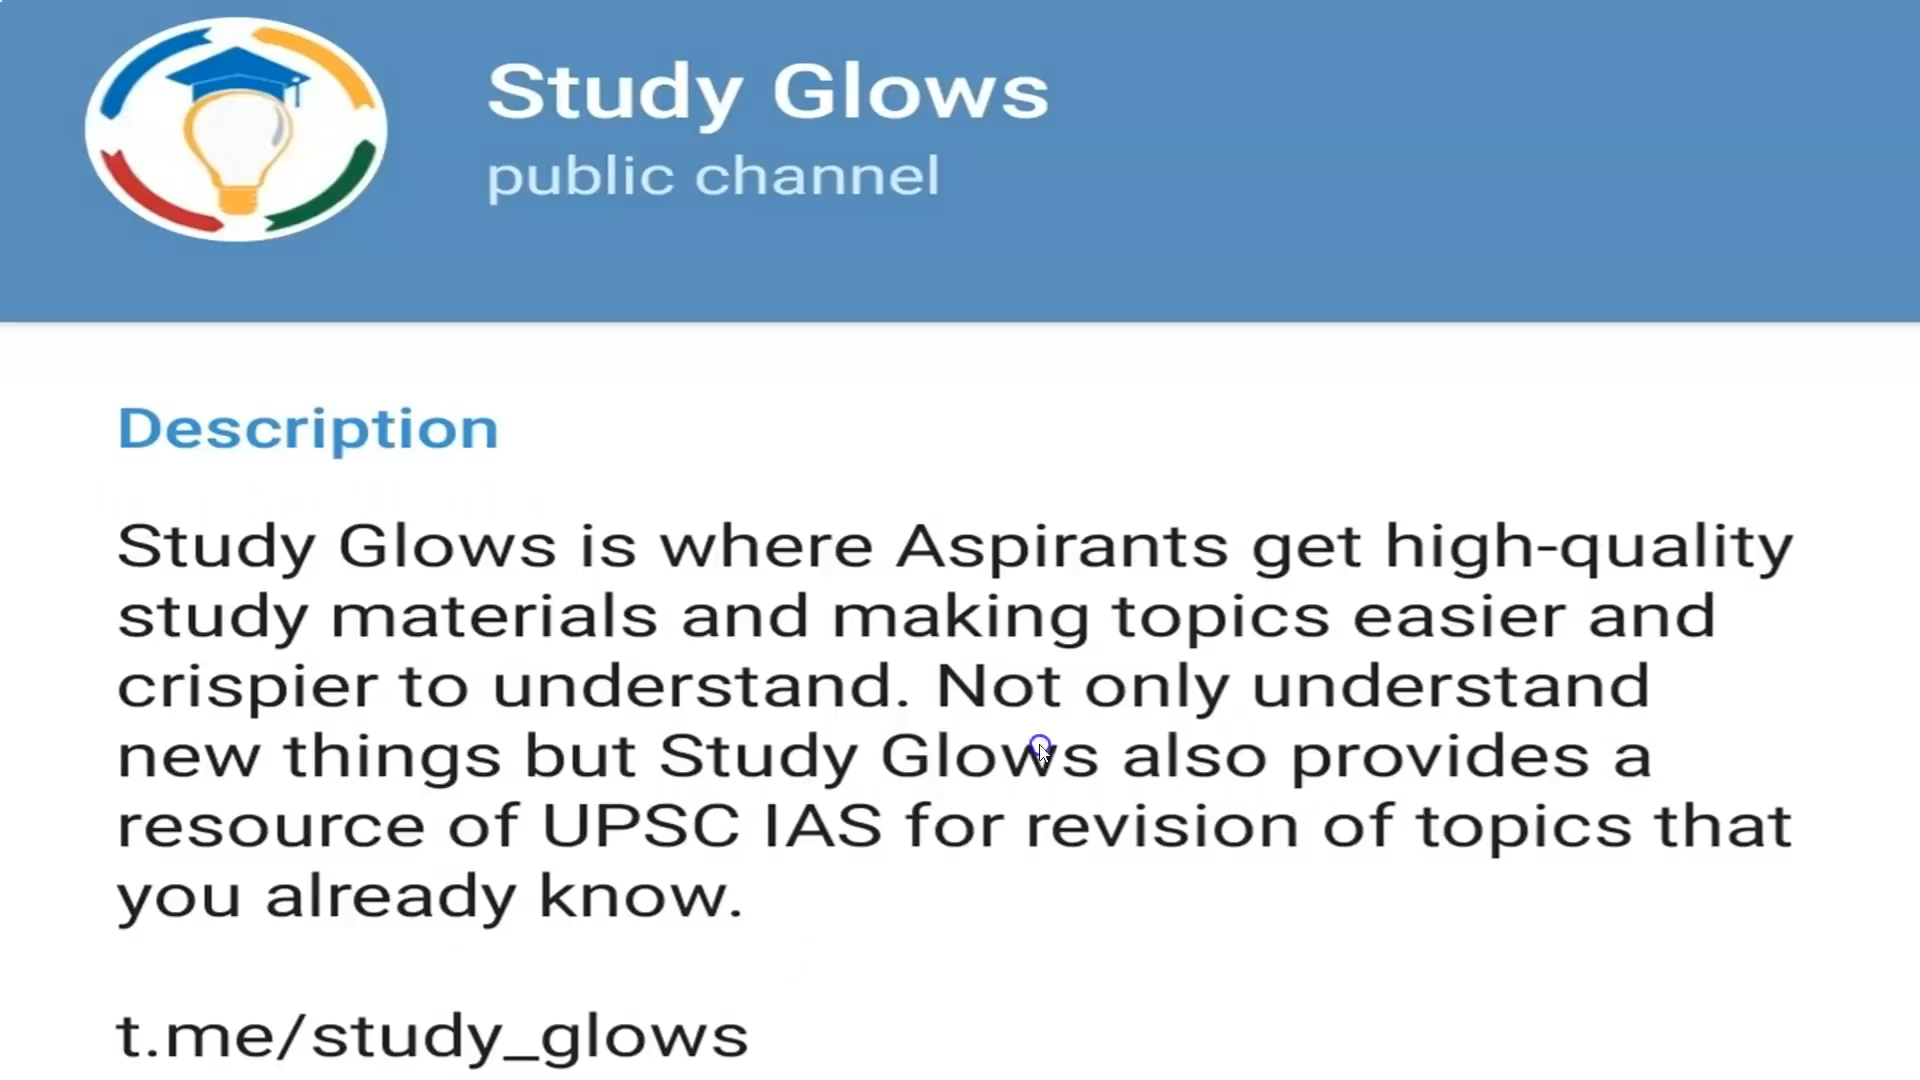 Study Glows
public channel
Description
Study Glows is where Aspirants get high-quality
study materials and making topics easier and
crispier to understand. Not only understand
new things but Study Glows also provides a
resource of UPSC IAS for revision of topics that
you already know.
t.me/study_glows